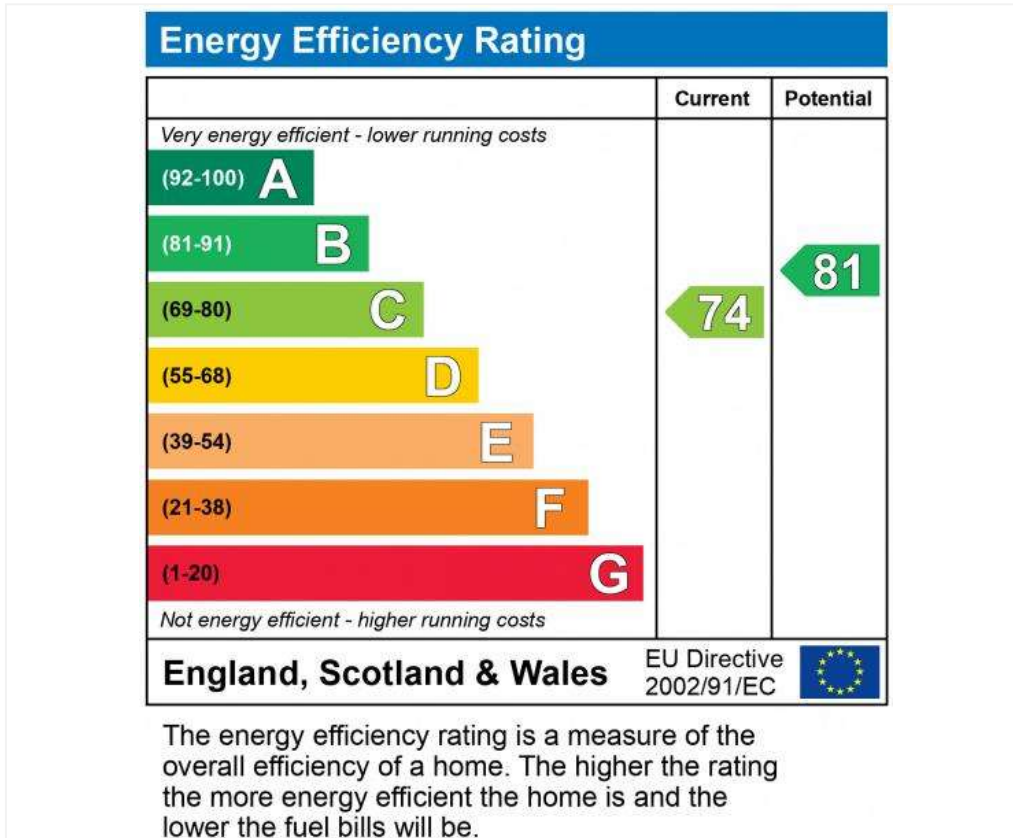 Energy Efficiency Rating
Current Potential
Very energy efficient - lower running costs
(92-100) A
(81-91) B
81
(69-80) C
74
(55-68) D
(39-54) E
(21-38) F
(1-20) G
Not energy efficient - higher running costs
England, Scotland & Wales
EU Directive
2002/91/EC
The energy efficiency rating is a measure of the
overall efficiency of a home. The higher the rating
the more energy efficient the home is and the
lower the fuel bills will be.